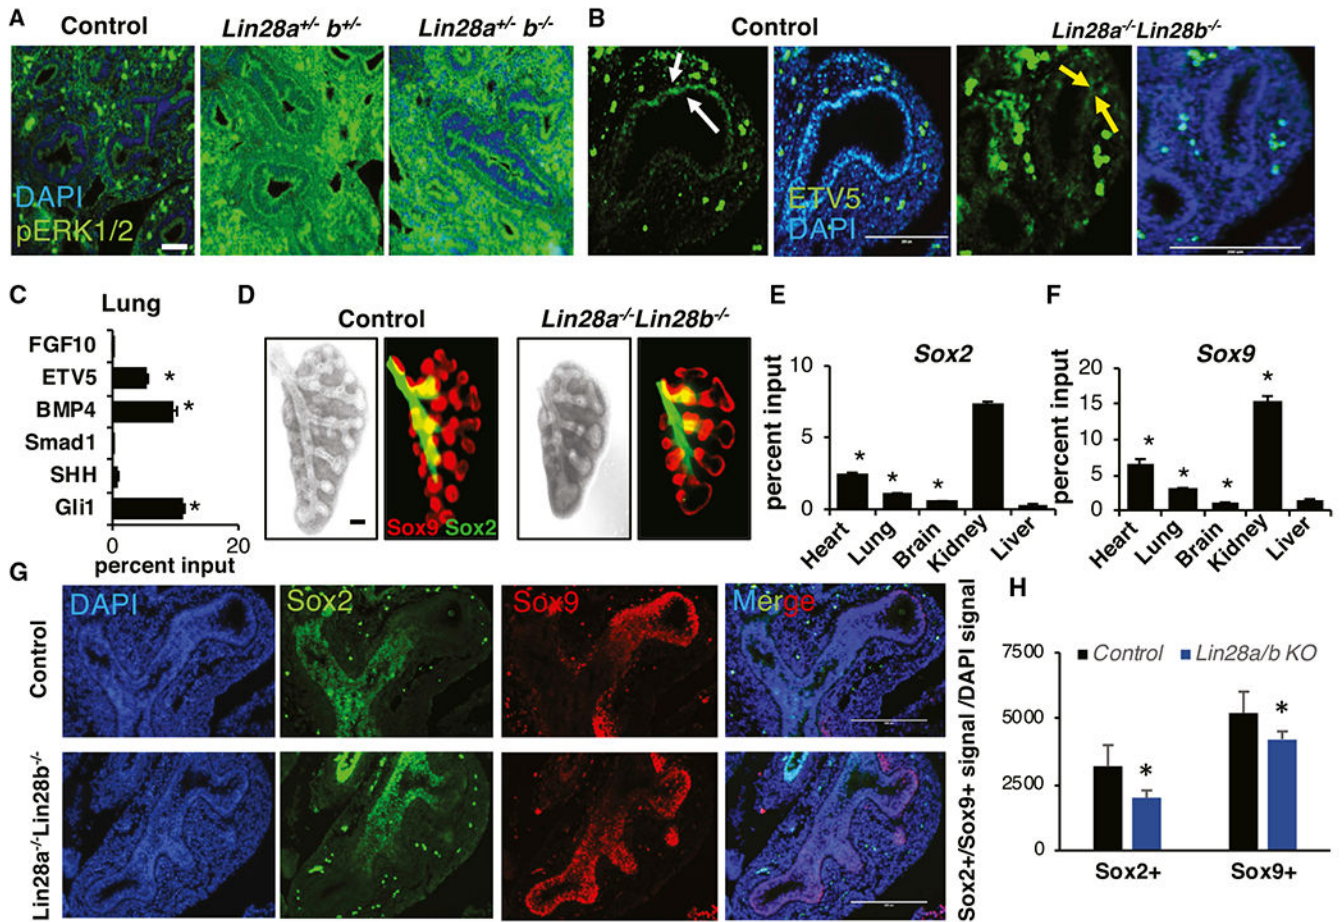 A
Control
Lin28a+/- b+/-
Lin28a+/- b-/-
DAPI
pERK1/2
B
Control
Lin28a-/-Lin28b-/-
ETV5
DAPI
C
Lung
FGF10
ETV5
*
BMP4
*
Smad1
SHH
Gli1
*
0
20
percent input
D
Control
Lin28a-/-Lin28b-/-
Sox9 Sox2
E
Sox2
percent input
10
5
0
*
*
*
Heart
Lung
Brain
Kidney
Liver
F
Sox9
percent input
20
15
10
5
0
*
*
*
*
Heart
Lung
Brain
Kidney
Liver
G
DAPI
Sox2
Sox9
Merge
Control
Lin28a-/-Lin28b-/-
H
Sox2+/Sox9+ signal /DAPI signal
7500
5000
2500
0
Control
Lin28a/b KO
*
*
Sox2+
Sox9+